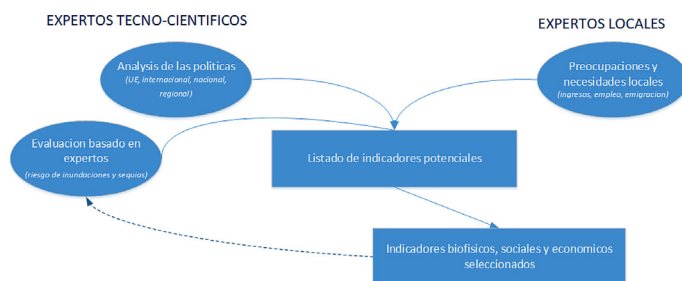 EXPERTOS TECNO-CIENTIFICOS
EXPERTOS LOCALES
Analysis de las politicas
(UE, internacional, nacional,
regional)
Preocupaciones y
necesidades locales
(ingresos, empleo, emigracion)
Evaluacion basado en
expertos
(riesgo de inundaciones y sequias)
Listado de indicadores potenciales
Indicadores biofisicos, sociales y economicos
seleccionados